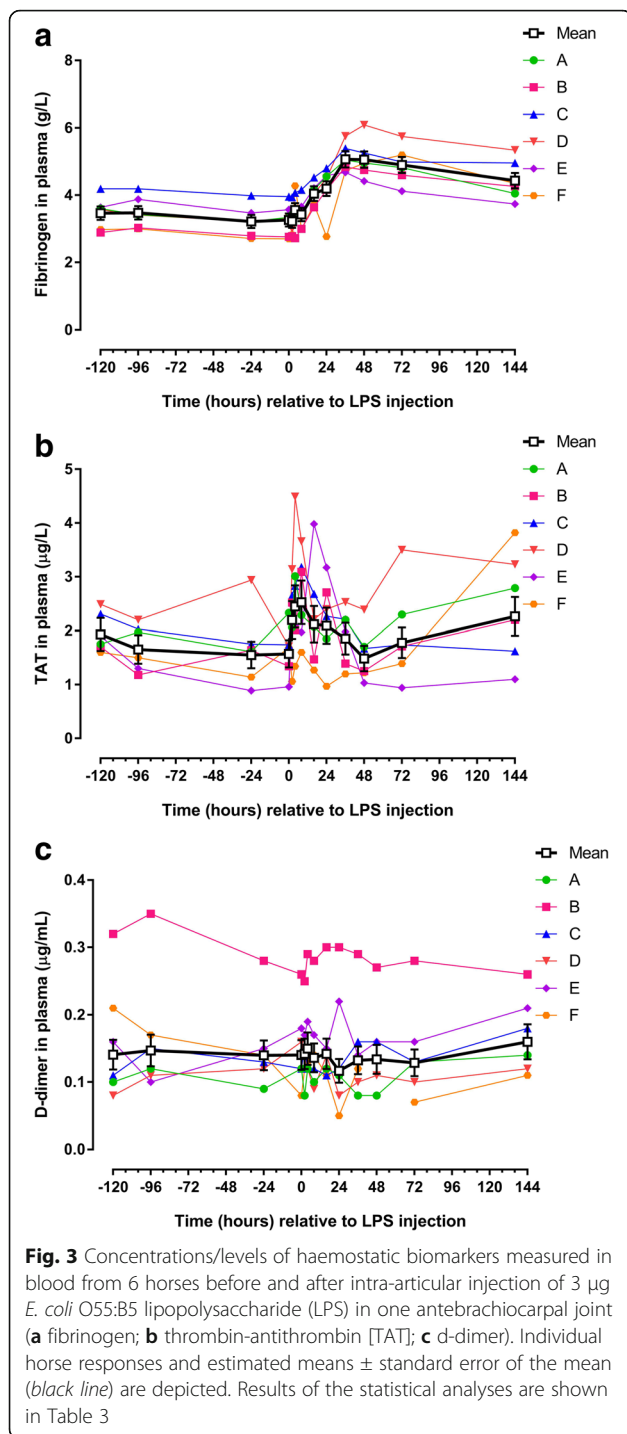 a
Fibrinogen in plasma (g/L)
8
6
4
2
0
-120 -96 -72 -48 -24 0 24 48 72 96 120 144
Time (hours) relative to LPS injection
Mean
A
B
C
D
E
F
b
TAT in plasma (µg/L)
5
4
3
2
1
0
-120 -96 -72 -48 -24 0 24 48 72 96 120 144
Time (hours) relative to LPS injection
Mean
A
B
C
D
E
F
c
D-dimer in plasma (µg/mL)
0.4
0.3
0.2
0.1
0.0
-120 -96 -72 -48 -24 0 24 48 72 96 120 144
Time (hours) relative to LPS injection
Mean
A
B
C
D
E
F
Fig. 3 Concentrations/levels of haemostatic biomarkers measured in
blood from 6 horses before and after intra-articular injection of 3 µg
E. coli O55:B5 lipopolysaccharide (LPS) in one antebrachiocarpal joint
(a fibrinogen; b thrombin-antithrombin [TAT]; c d-dimer). Individual
horse responses and estimated means ± standard error of the mean
(black line) are depicted. Results of the statistical analyses are shown
in Table 3